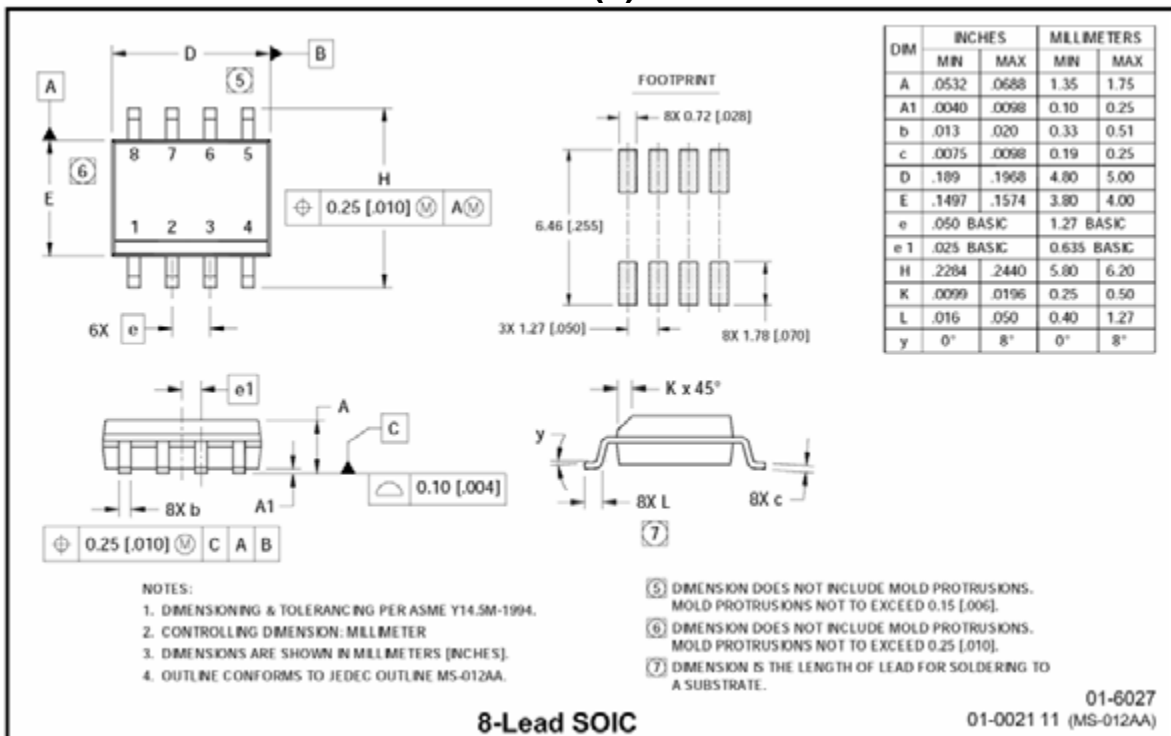 D
B
5
A
8 7 6 5
6
E
H
⌖ 0.25 [.010] Ⓜ AⓂ
1 2 3 4
6X e
FOOTPRINT
8X 0.72 [.028]
6.46 [.255]
3X 1.27 [.050]
8X 1.78 [.070]
DIM INCHES MILLIMETERS
MIN MAX MIN MAX
A .0532 .0688 1.35 1.75
A1 .0040 .0098 0.10 0.25
b .013 .020 0.33 0.51
c .0075 .0098 0.19 0.25
D .189 .1968 4.80 5.00
E .1497 .1574 3.80 4.00
e .050 BASIC 1.27 BASIC
e 1 .025 BASIC 0.635 BASIC
H .2284 .2440 5.80 6.20
K .0099 .0196 0.25 0.50
L .016 .050 0.40 1.27
y 0° 8° 0° 8°
e1
A
C
8X b
A1
⌓ 0.10 [.004]
⌖ 0.25 [.010] Ⓜ C A B
K x 45°
y
8X L
8X c
7
NOTES:
1. DIMENSIONING & TOLERANCING PER ASME Y14.5M-1994.
2. CONTROLLING DIMENSION: MILLIMETER
3. DIMENSIONS ARE SHOWN IN MILLIMETERS [INCHES].
4. OUTLINE CONFORMS TO JEDEC OUTLINE MS-012AA.
5 DIMENSION DOES NOT INCLUDE MOLD PROTRUSIONS.
MOLD PROTRUSIONS NOT TO EXCEED 0.15 [.006].
6 DIMENSION DOES NOT INCLUDE MOLD PROTRUSIONS.
MOLD PROTRUSIONS NOT TO EXCEED 0.25 [.010].
7 DIMENSION IS THE LENGTH OF LEAD FOR SOLDERING TO
A SUBSTRATE.
8-Lead SOIC
01-6027
01-0021 11 (MS-012AA)